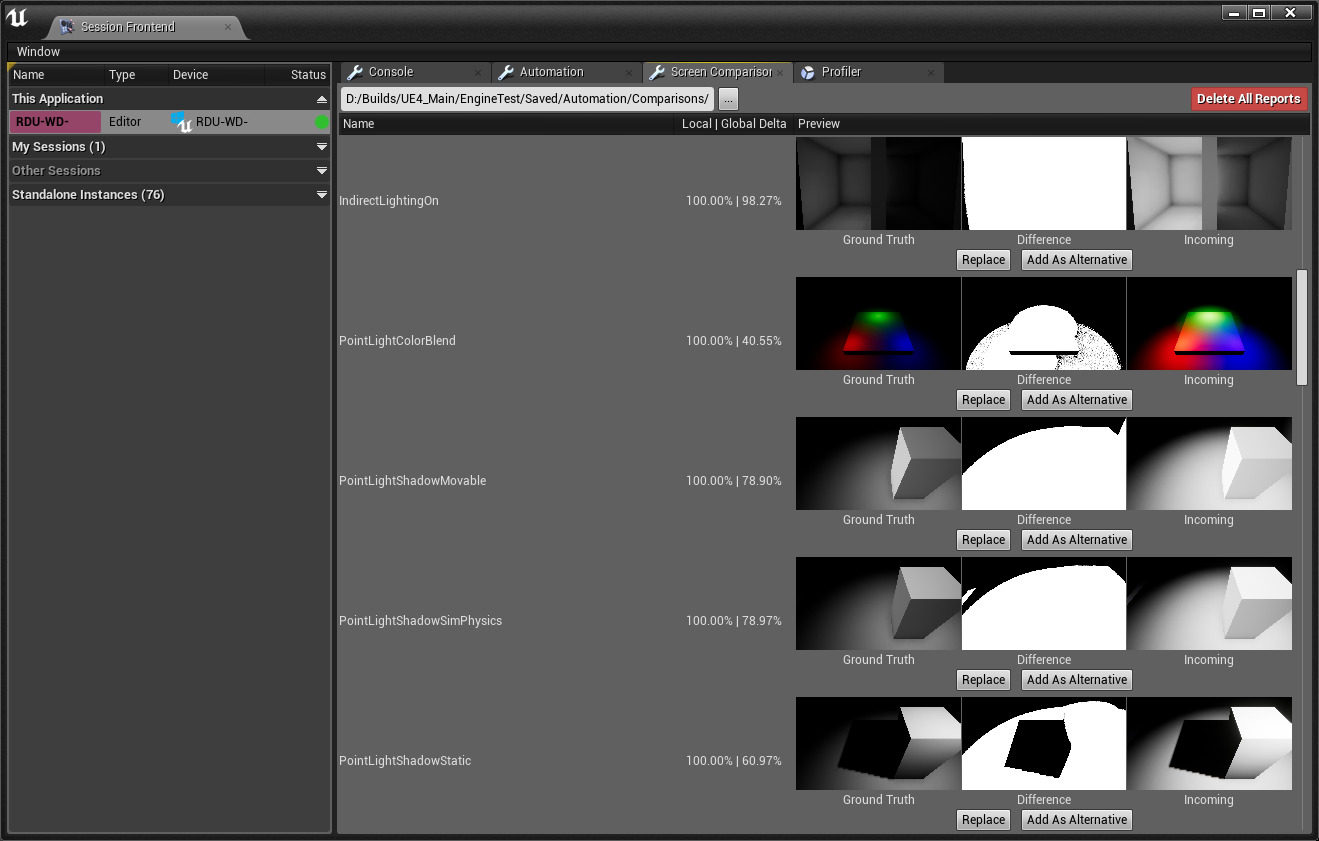 Session Frontend
Window
Name Type Device Status
This Application
RDU-WD- Editor RDU-WD-
My Sessions (1)
Other Sessions
Standalone Instances (76)
Console Automation Screen Comparison Profiler
D:/Builds/UE4_Main/EngineTest/Saved/Automation/Comparisons/ ... Delete All Reports
Name Local | Global Delta Preview
IndirectLightingOn 100.00% | 98.27%
Ground Truth Difference Incoming
Replace Add As Alternative
PointLightColorBlend 100.00% | 40.55%
Ground Truth Difference Incoming
Replace Add As Alternative
PointLightShadowMovable 100.00% | 78.90%
Ground Truth Difference Incoming
Replace Add As Alternative
PointLightShadowSimPhysics 100.00% | 78.97%
Ground Truth Difference Incoming
Replace Add As Alternative
PointLightShadowStatic 100.00% | 60.97%
Ground Truth Difference Incoming
Replace Add As Alternative